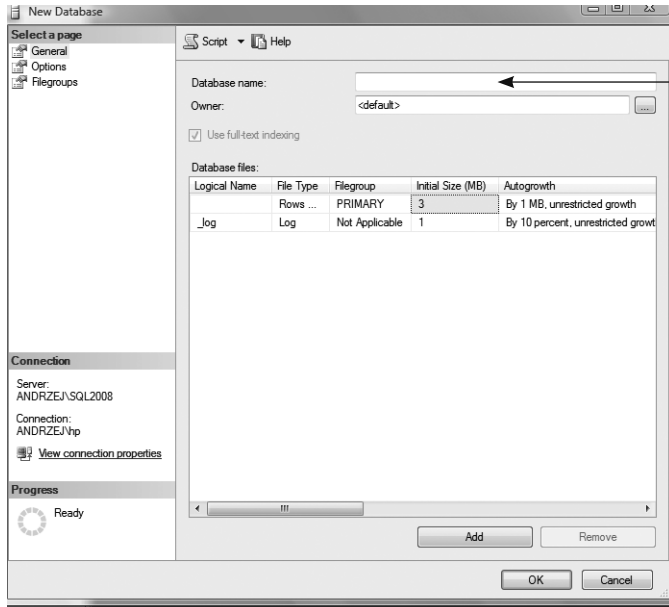 New Database
Select a page
General
Options
Filegroups
Script Help
Database name:
Owner: <default> ...
Use full-text indexing
Database files:
Logical Name File Type Filegroup Initial Size (MB) Autogrowth
Rows ... PRIMARY 3 By 1 MB, unrestricted growth
_log Log Not Applicable 1 By 10 percent, unrestricted growt
Connection
Server:
ANDRZEJ\SQL2008
Connection:
ANDRZEJ\hp
View connection properties
Progress
Ready
Add Remove
OK Cancel